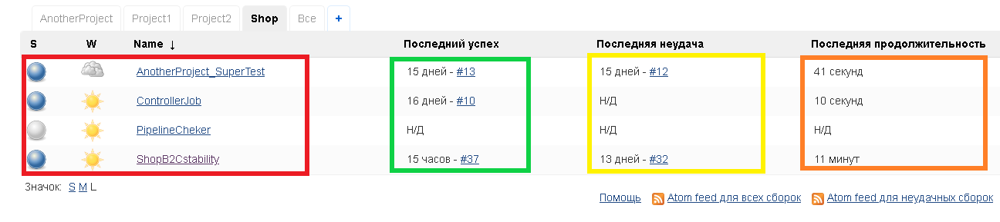 AnotherProject Project1 Project2 Shop Все +
S W Name ↓ Последний успех Последняя неудача Последняя продолжительность
AnotherProject_SuperTest 15 дней - #13 15 дней - #12 41 секунд
ControllerJob 16 дней - #10 Н/Д 10 секунд
PipelineCheker Н/Д Н/Д Н/Д
ShopB2Cstability 15 часов - #37 13 дней - #32 11 минут
Значок: S M L
Помощь Atom feed для всех сборок Atom feed для неудачных сборок